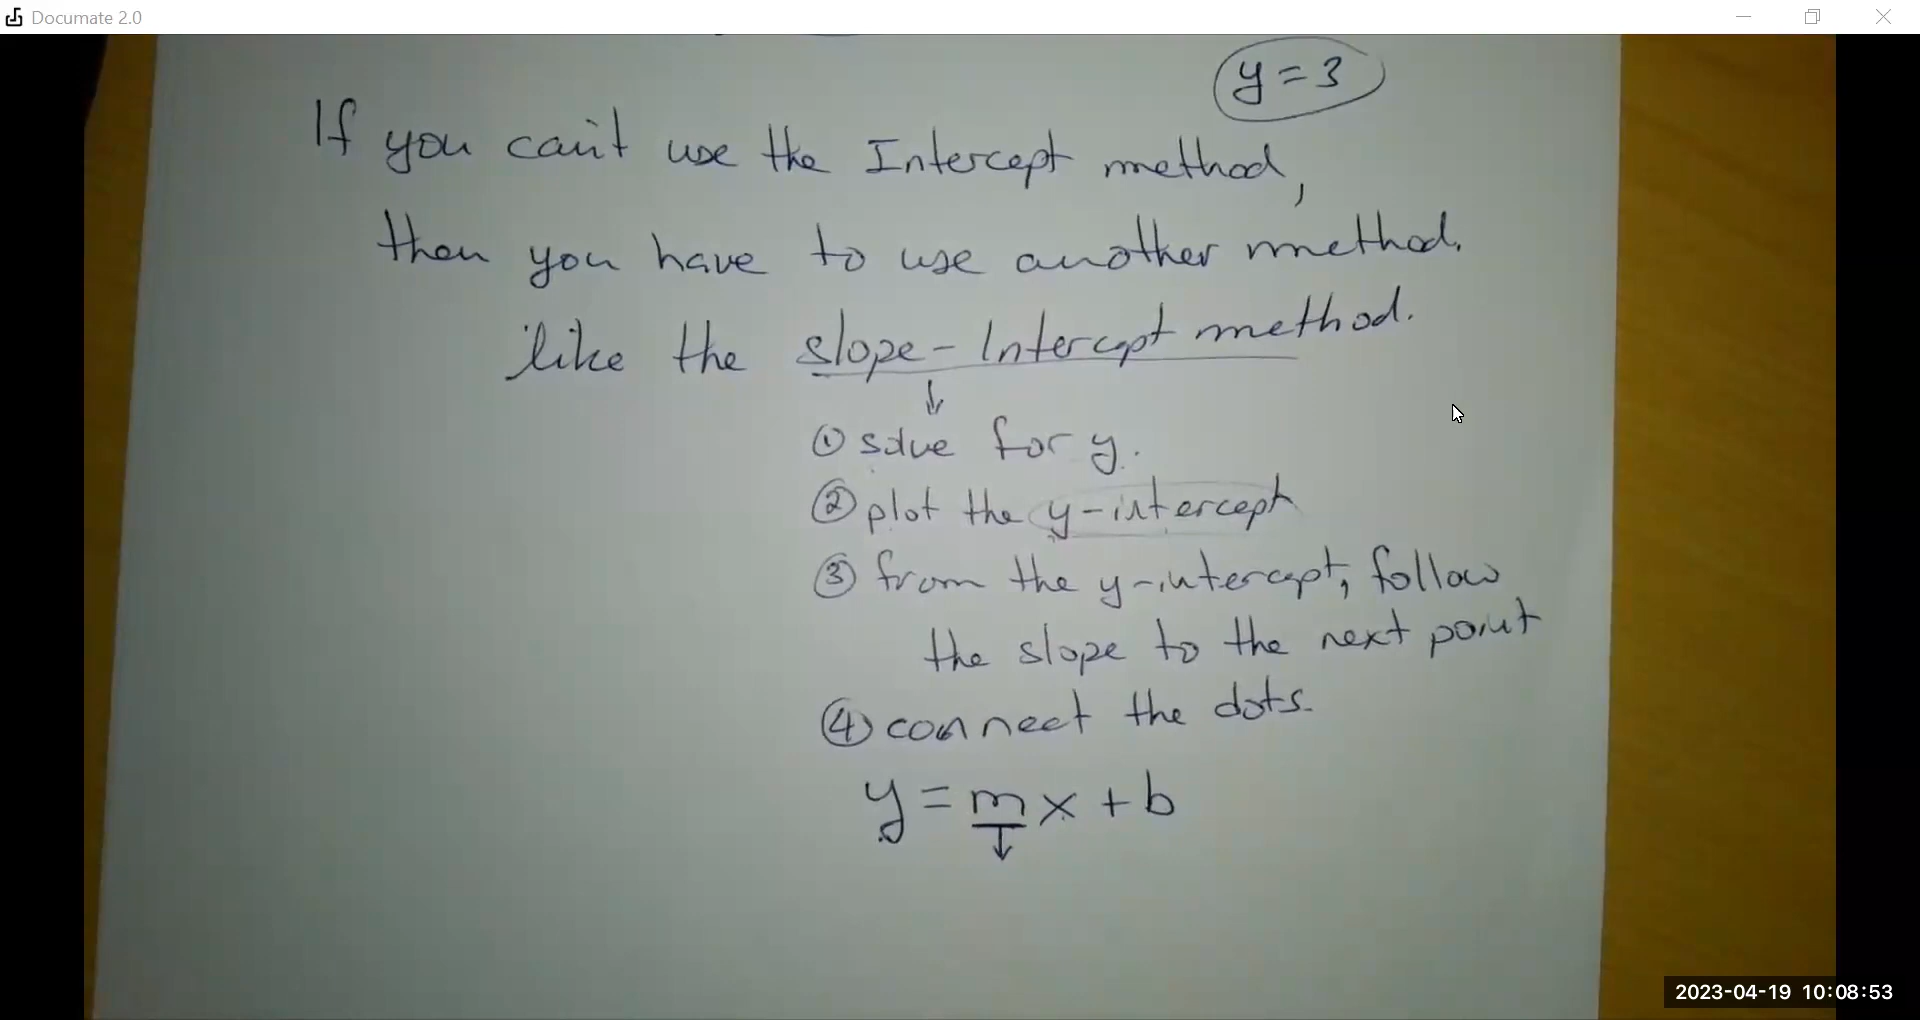 Documate 2.0
y = 3
If you can't use the Intercept method,
then you have to use another method.
like the slope - Intercept method.
↓
① solve for y.
② plot the y-intercept
③ from the y-intercept, follow
the slope to the next point
④ connect the dots.
y = mx + b
↓
2023-04-19 10:08:53